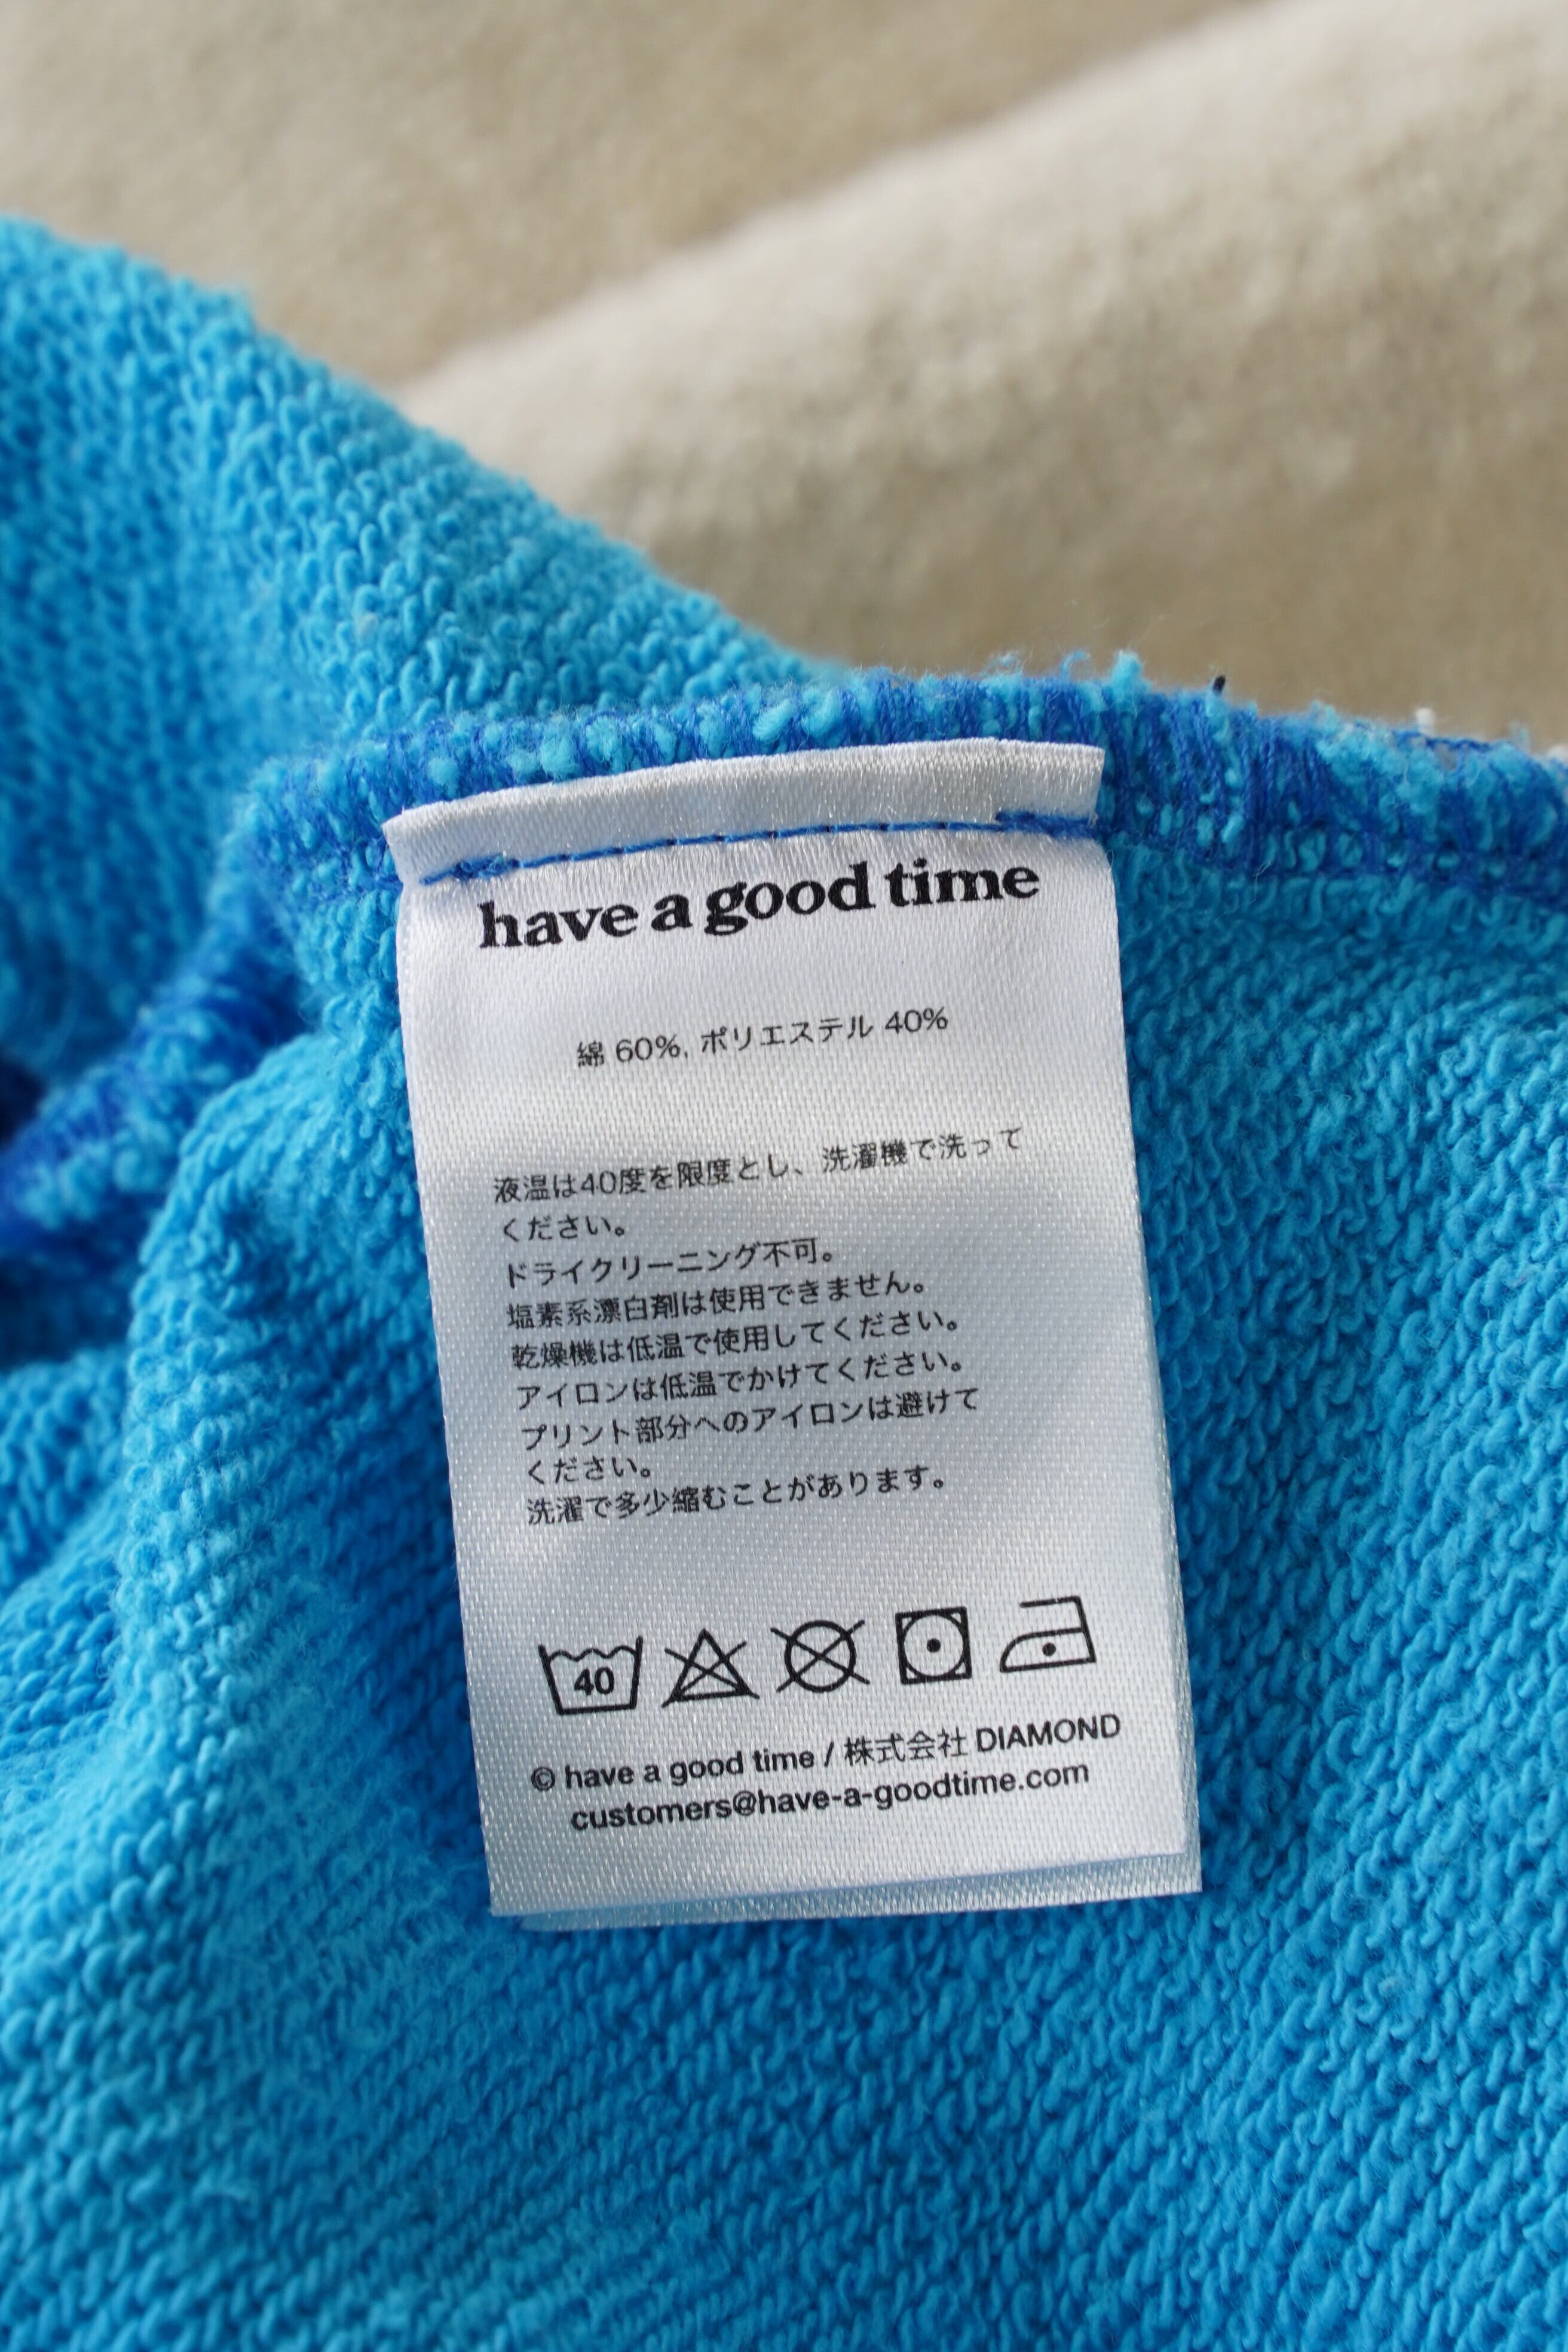 have a good time
綿 60%, ポリエステル 40%
液温は40度を限度とし、洗濯機で洗って
ください。
ドライクリーニング不可。
塩素系漂白剤は使用できません。
乾燥機は低温で使用してください。
アイロンは低温でかけてください。
プリント部分へのアイロンは避けて
ください。
洗濯で多少縮むことがあります。
40
© have a good time / 株式会社 DIAMOND
customers@have-a-goodtime.com